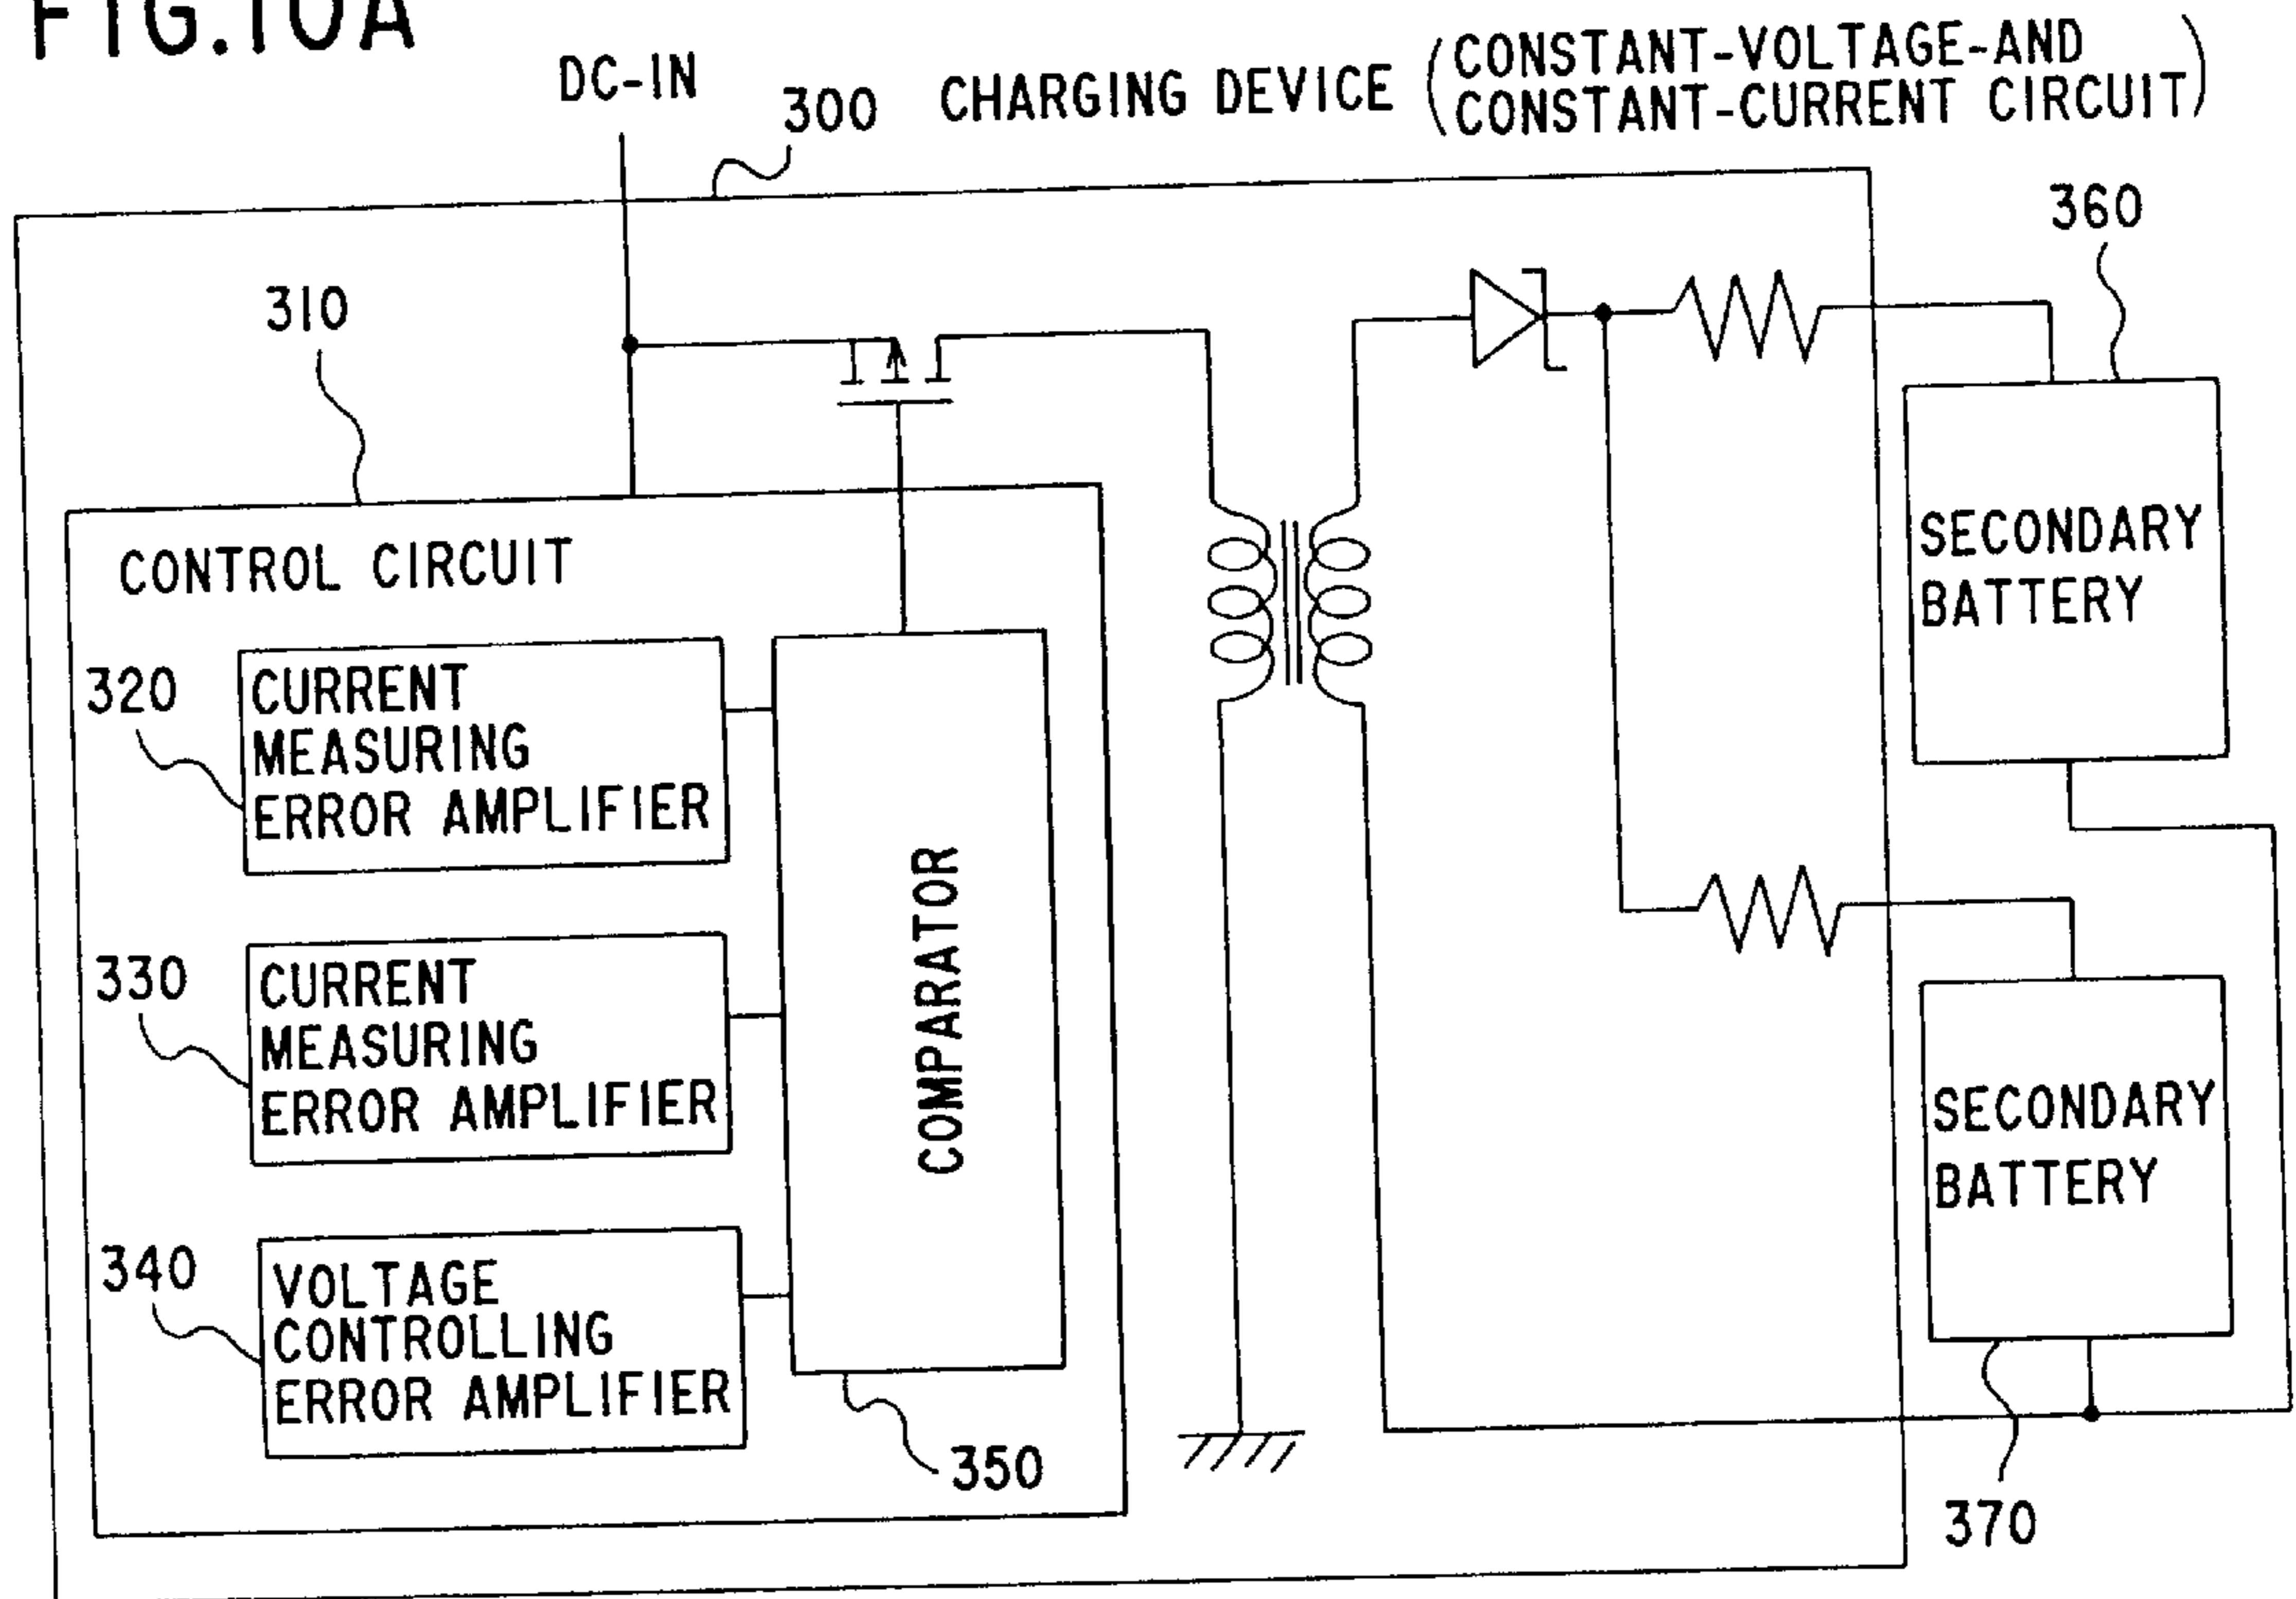 FIG.10A
DC-IN
300 CHARGING DEVICE (CONSTANT-VOLTAGE-AND
CONSTANT-CURRENT CIRCUIT)
360
310
SECONDARY
BATTERY
CONTROL CIRCUIT
320
CURRENT
MEASURING
ERROR AMPLIFIER
COMPARATOR
330
CURRENT
MEASURING
ERROR AMPLIFIER
SECONDARY
BATTERY
340
VOLTAGE
CONTROLLING
ERROR AMPLIFIER
350
370